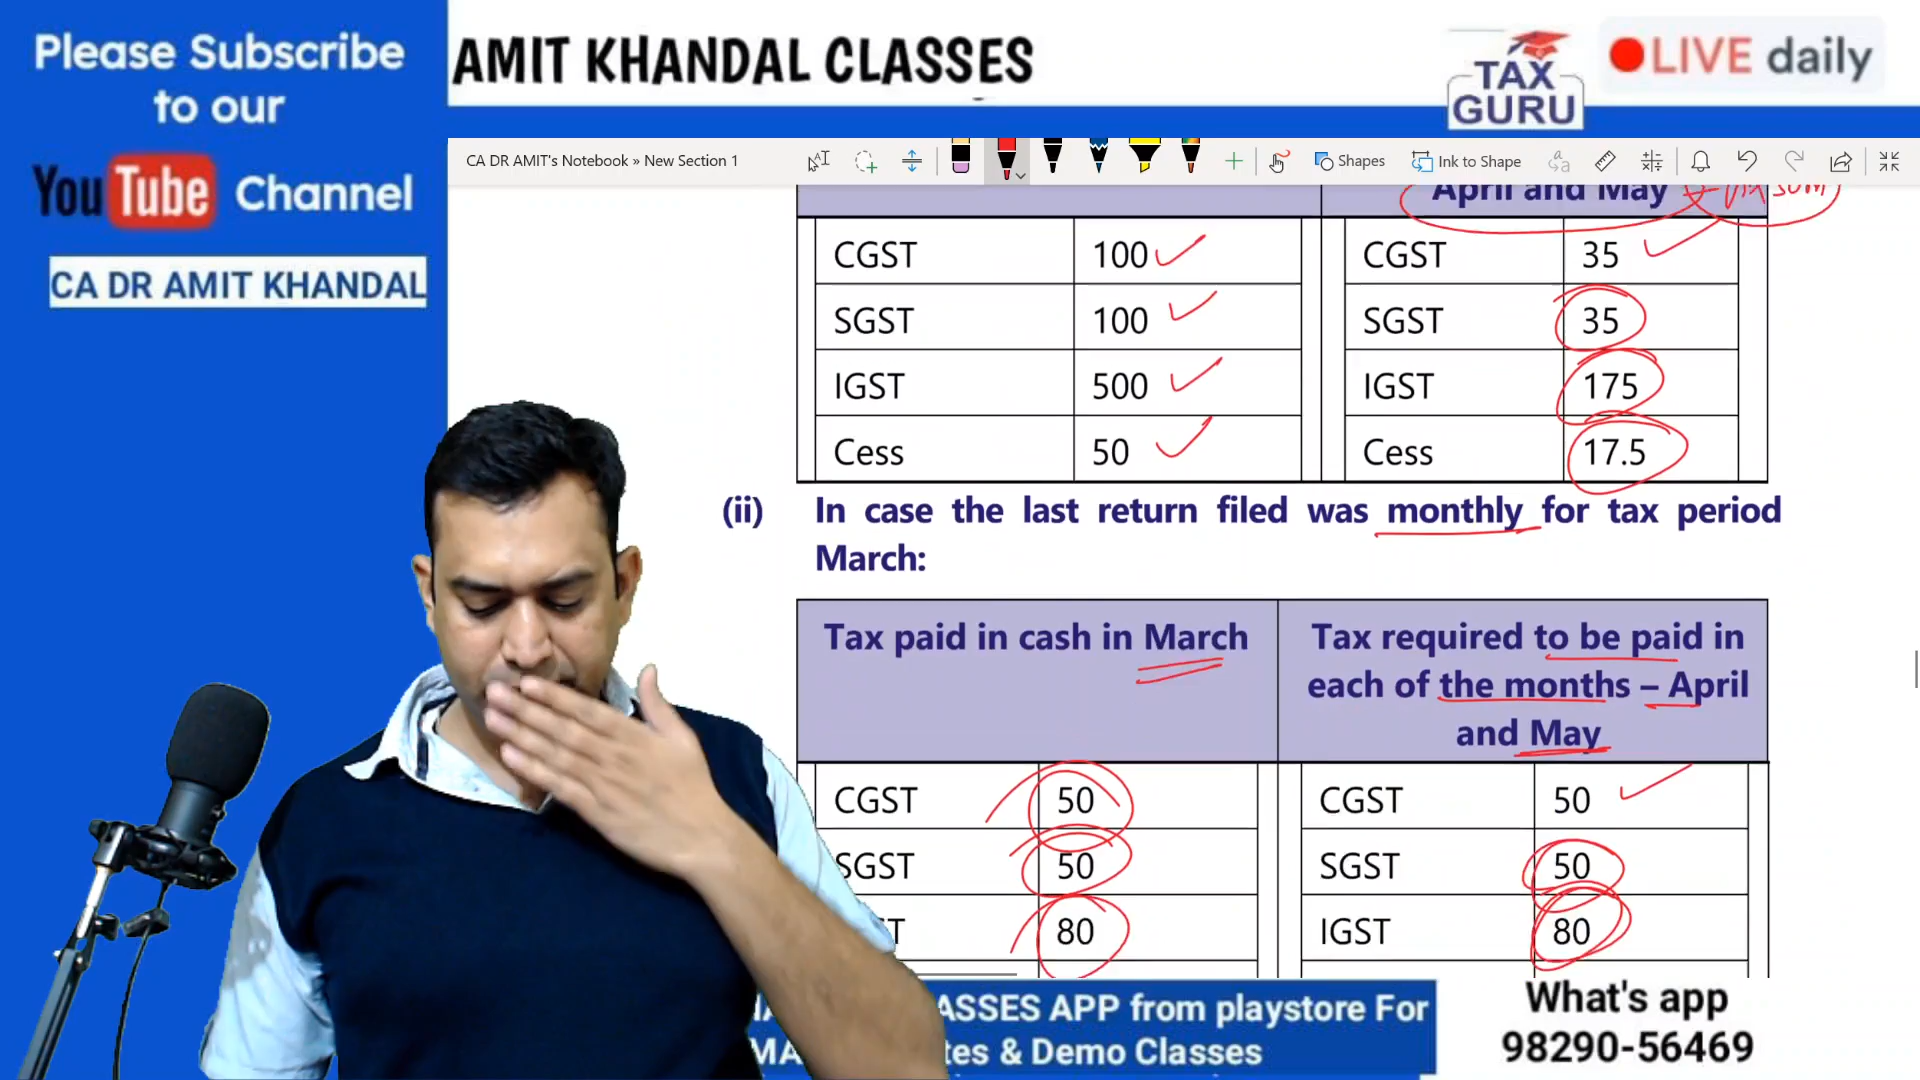 Please Subscribe
to our
YouTube Channel
CA DR AMIT KHANDAL
AMIT KHANDAL CLASSES
TAX
GURU
LIVE daily
CA DR AMIT's Notebook » New Section 1
Shapes
Ink to Shape
April and May
CGST 100 CGST 35
SGST 100 SGST 35
IGST 500 IGST 175
Cess 50 Cess 17.5
(ii) In case the last return filed was monthly for tax period
March:
Tax paid in cash in March
Tax required to be paid in
each of the months – April
and May
CGST 50 CGST 50
SGST 50 SGST 50
T 80 IGST 80
ASSES APP from playstore For
tes & Demo Classes
What's app
98290-56469